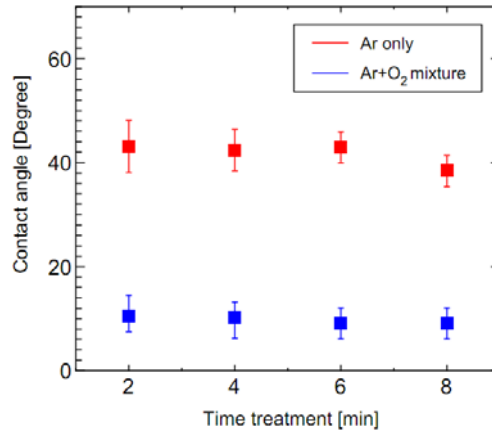 60
40
20
0
2 4 6 8
Contact angle [Degree]
Time treatment [min]
Ar only
Ar+O₂ mixture